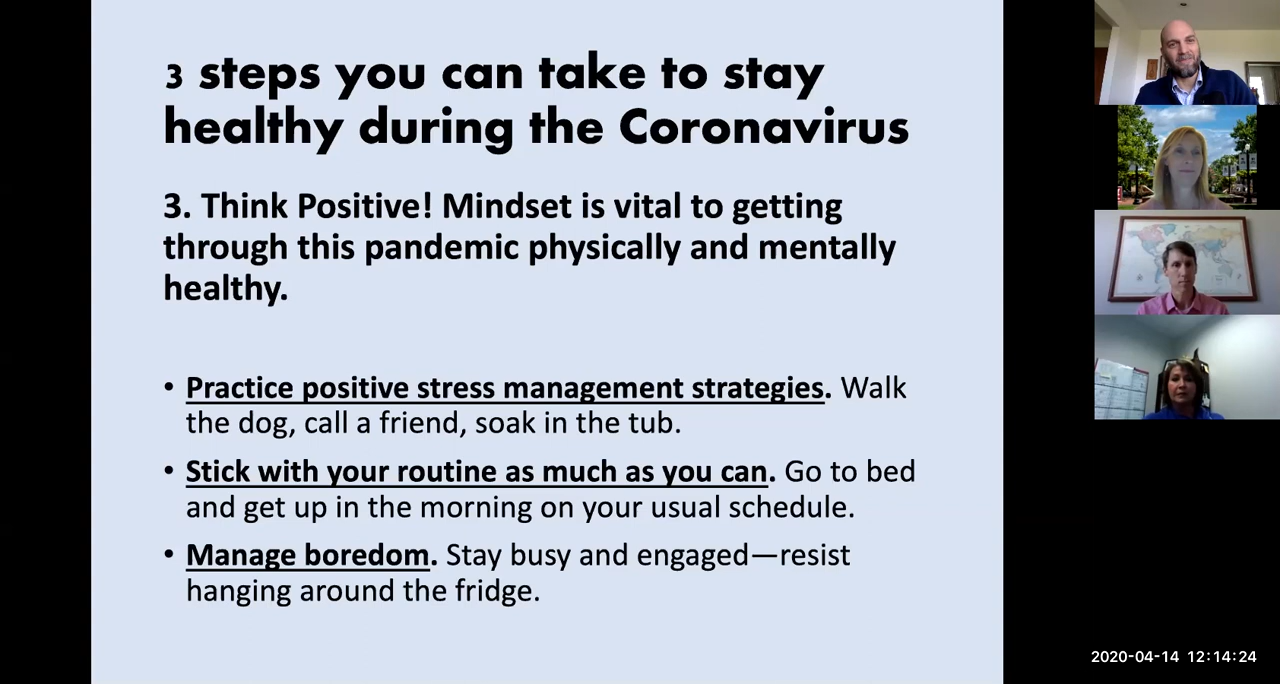 3 steps you can take to stay
healthy during the Coronavirus
3. Think Positive! Mindset is vital to getting
through this pandemic physically and mentally
healthy.
• Practice positive stress management strategies. Walk
the dog, call a friend, soak in the tub.
• Stick with your routine as much as you can. Go to bed
and get up in the morning on your usual schedule.
• Manage boredom. Stay busy and engaged—resist
hanging around the fridge.
2020-04-14 12:14:24